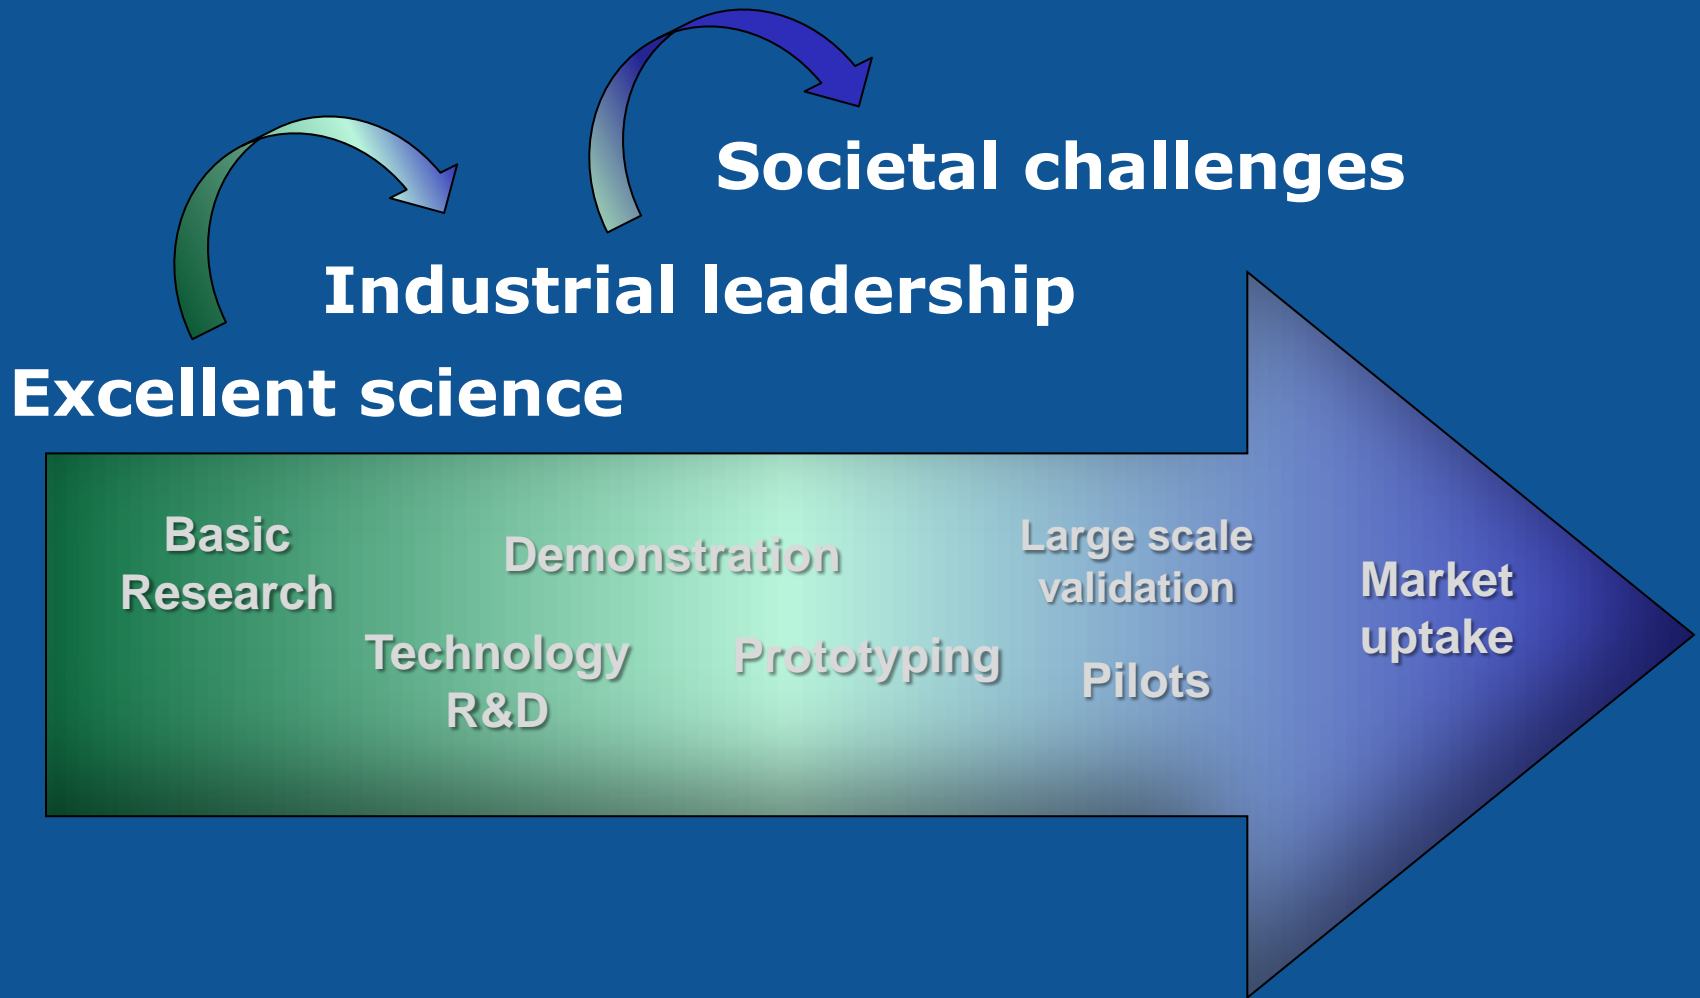 Societal challenges
Industrial leadership
Excellent science
Basic
Research
Demonstration
Technology
R&D
Prototyping
Large scale
validation
Pilots
Market
uptake